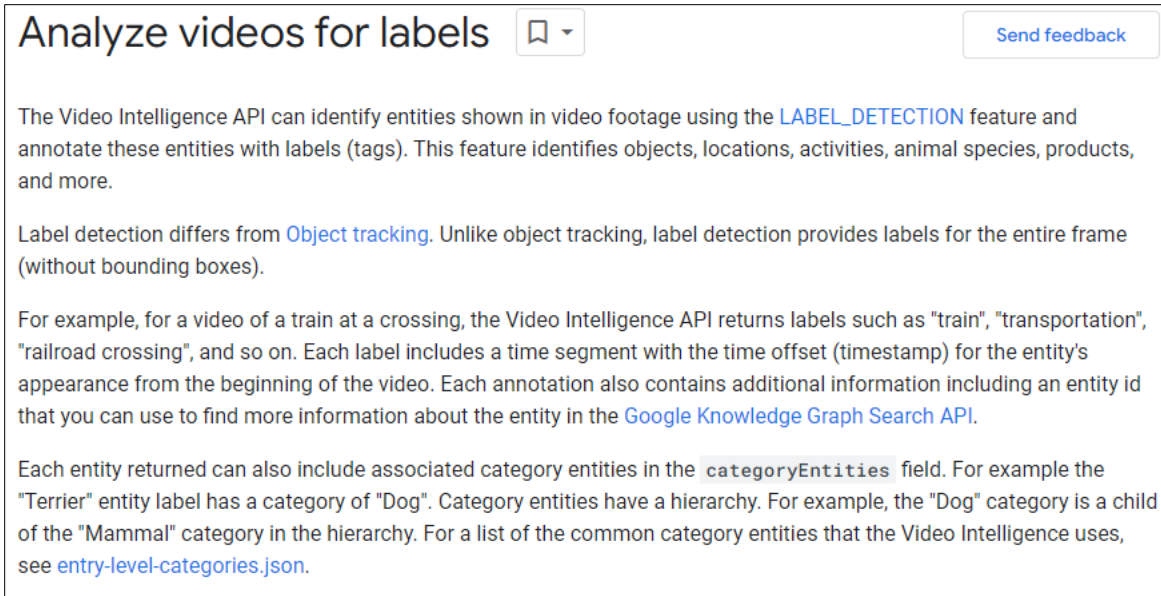 Analyze videos for labels
Send feedback
The Video Intelligence API can identify entities shown in video footage using the LABEL_DETECTION feature and
annotate these entities with labels (tags). This feature identifies objects, locations, activities, animal species, products,
and more.
Label detection differs from Object tracking. Unlike object tracking, label detection provides labels for the entire frame
(without bounding boxes).
For example, for a video of a train at a crossing, the Video Intelligence API returns labels such as "train", "transportation",
"railroad crossing", and so on. Each label includes a time segment with the time offset (timestamp) for the entity's
appearance from the beginning of the video. Each annotation also contains additional information including an entity id
that you can use to find more information about the entity in the Google Knowledge Graph Search API.
Each entity returned can also include associated category entities in the categoryEntities field. For example the
"Terrier" entity label has a category of "Dog". Category entities have a hierarchy. For example, the "Dog" category is a child
of the "Mammal" category in the hierarchy. For a list of the common category entities that the Video Intelligence uses,
see entry-level-categories.json.